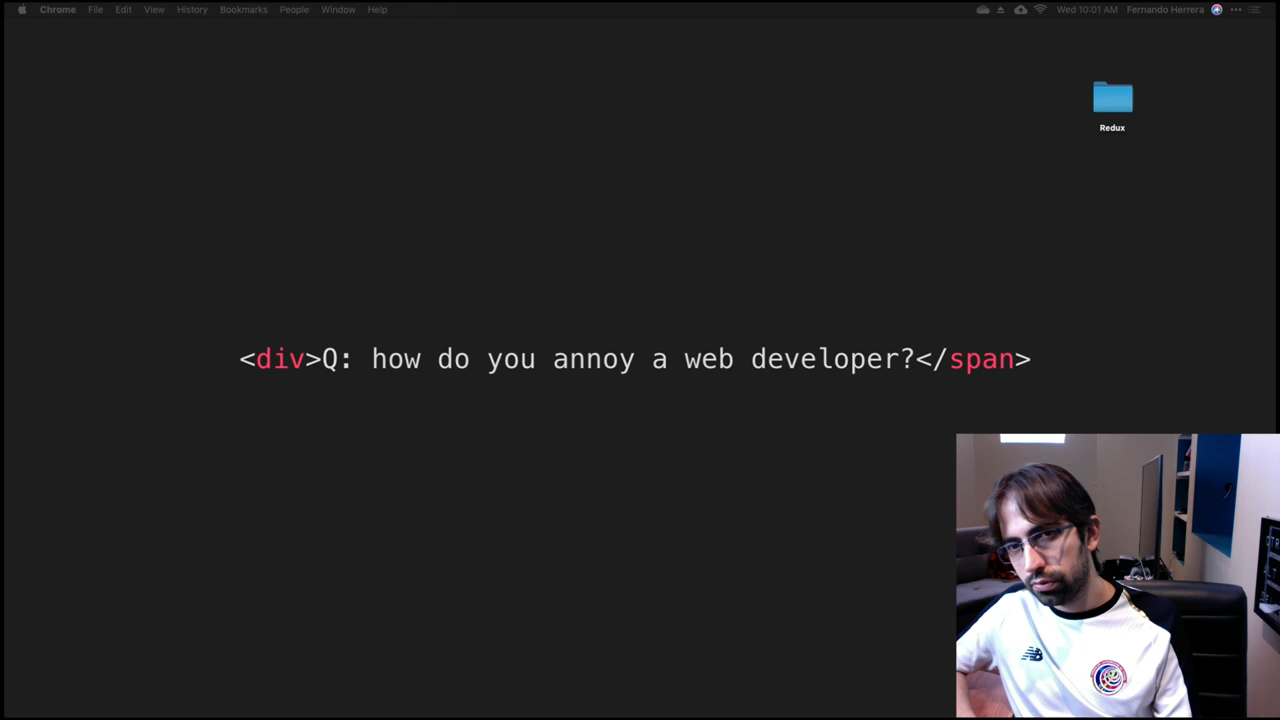 Chrome File Edit View History Bookmarks People Window Help Wed 10:01 AM Fernando Herrera
Redux
<div>Q: how do you annoy a web developer?</span>